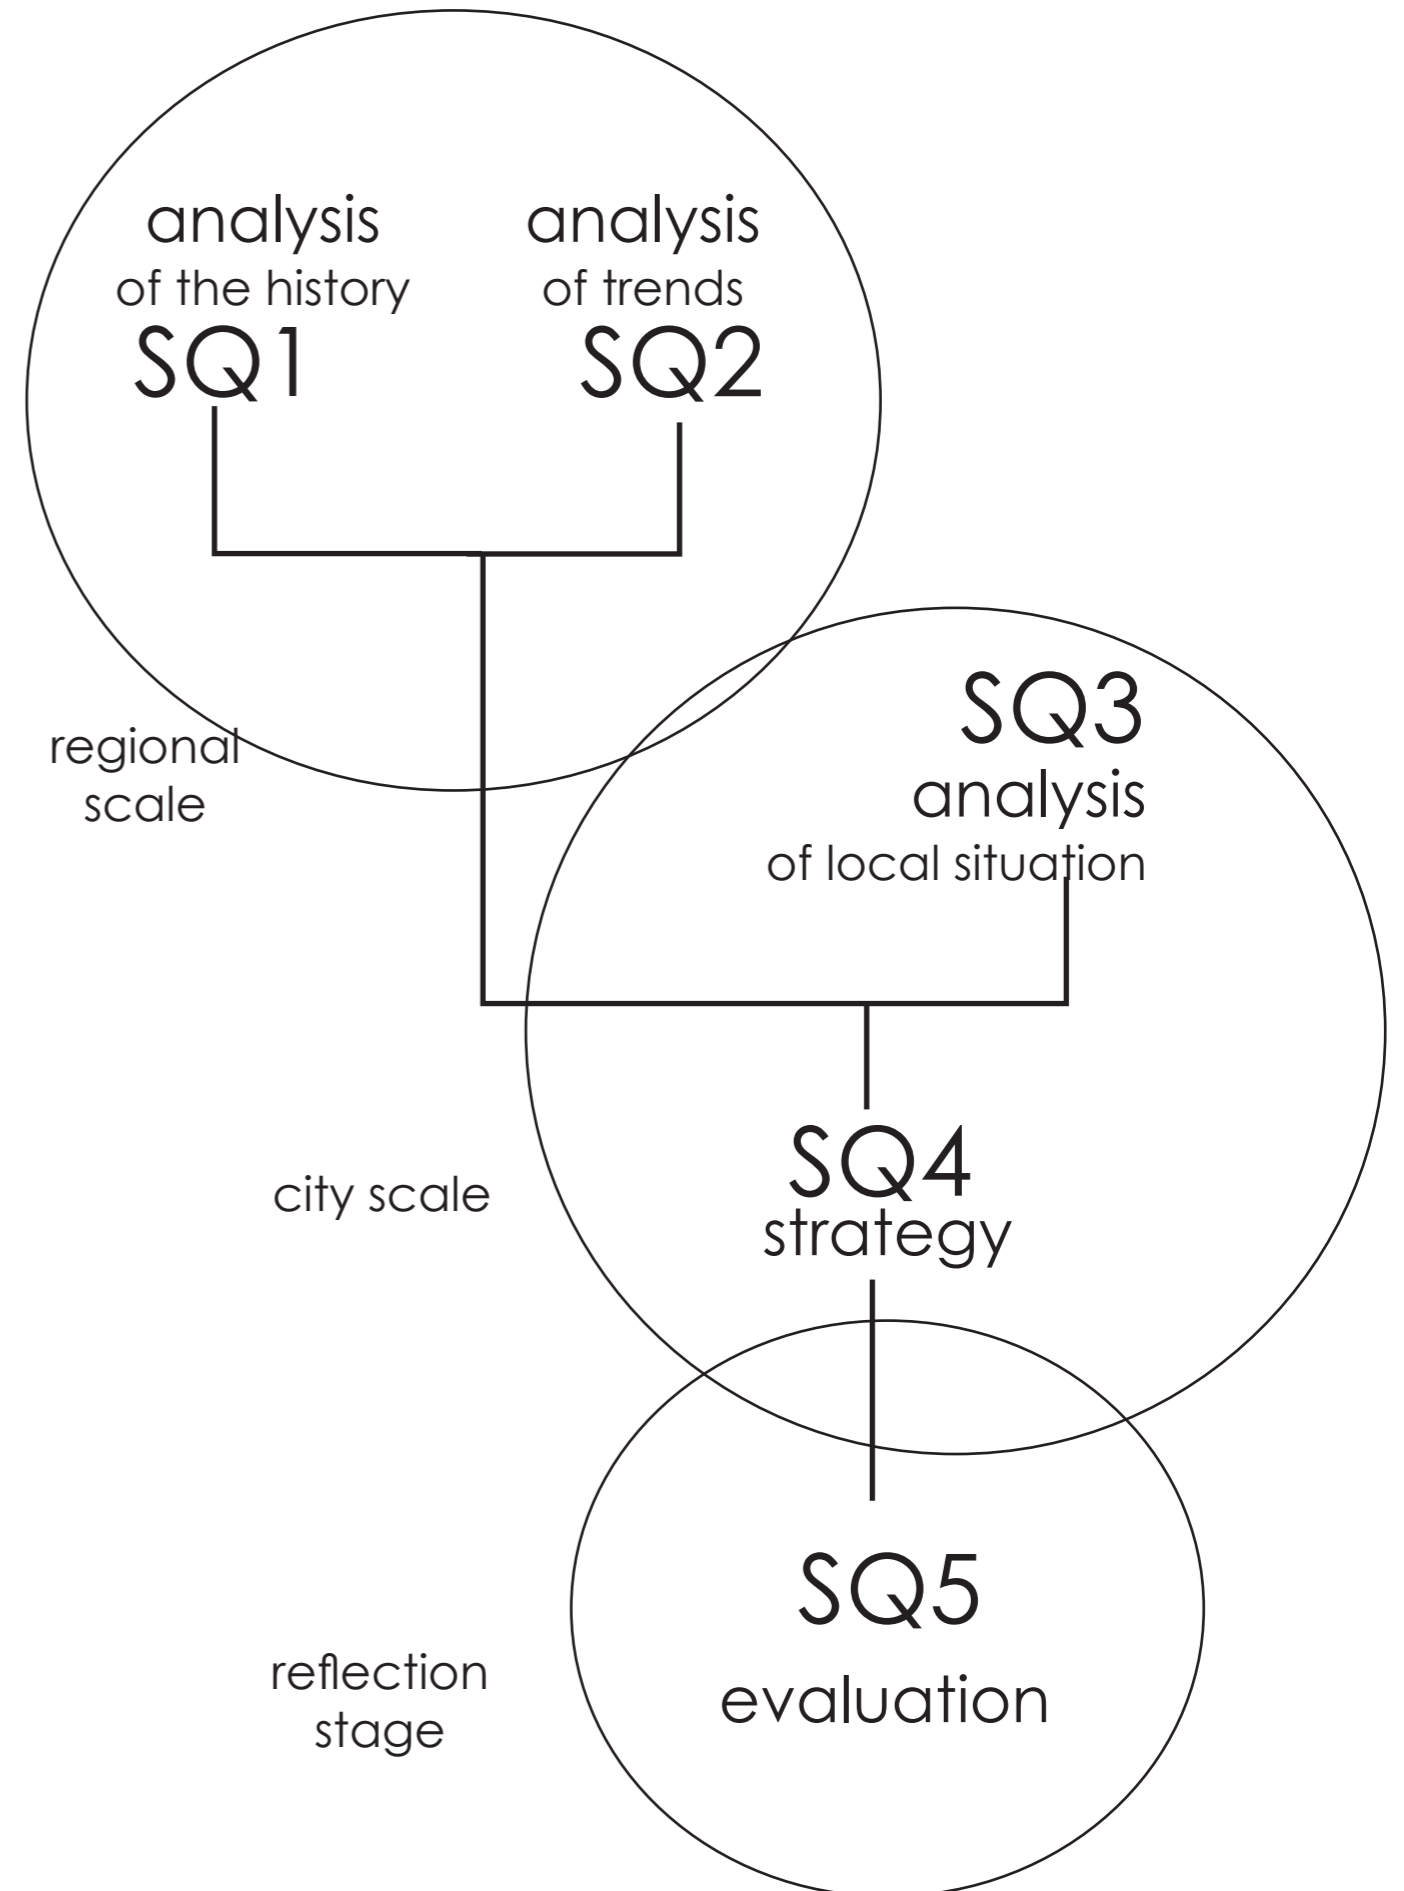 analysis
of the history
SQ1
analysis
of trends
SQ2
regional
scale
SQ3
analysis
of local situation
city scale
SQ4
strategy
SQ5
evaluation
reflection
stage